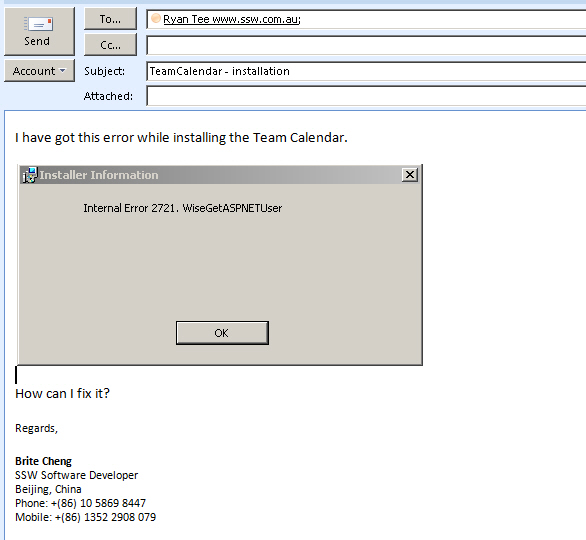 To...
Ryan Tee www.ssw.com.au;
Send
Cc...
Account
Subject:
TeamCalendar - installation
Attached:
I have got this error while installing the Team Calendar.
Installer Information
Internal Error 2721. WiseGetASPNETUser
OK
How can I fix it?
Regards,
Brite Cheng
SSW Software Developer
Beijing, China
Phone: +(86) 10 5869 8447
Mobile: +(86) 1352 2908 079